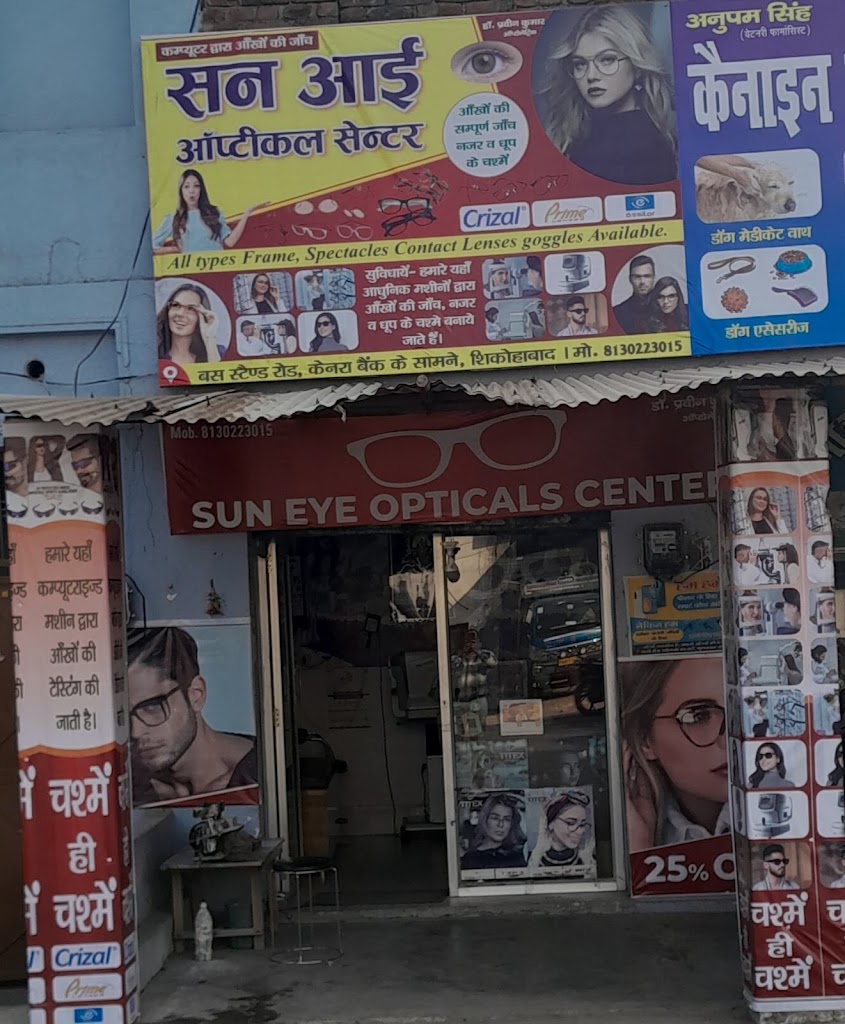 कम्प्यूटर द्वारा आँखों की जाँच
डॉ. प्रवीन कुमार
ऑप्टोमैट्रिक
सन आई
ऑप्टीकल सेन्टर
आँखों की
सम्पूर्ण जाँच
नजर व धूप
के चश्में
Crizal
Prime
essilor
All types Frame, Spectacles Contact Lenses goggles Available.
सुविधायें- हमारे यहाँ
आधुनिक मशीनों द्वारा
आँखों की जाँच, नजर
व धूप के चश्मे बनाये
जाते हैं।
बस स्टैण्ड रोड, केनरा बैंक के सामने, शिकोहाबाद । मो. 8130223015
अनुपम सिंह
(वेटनरी फार्मासिस्ट)
कैनाइन
डॉग मेडीकेट वाथ
डॉग एसेसरीज
Mob. 8130223015
डॉ. प्रवीन
SUN EYE OPTICALS CENTER
हमारे यहाँ
कम्प्यूटराइज्ड
मशीन द्वारा
आँखों की
टेस्टिंग की
जाती है।
चश्में
ही
चश्में
Crizal
Prime
25%
चश्में
ही
चश्में